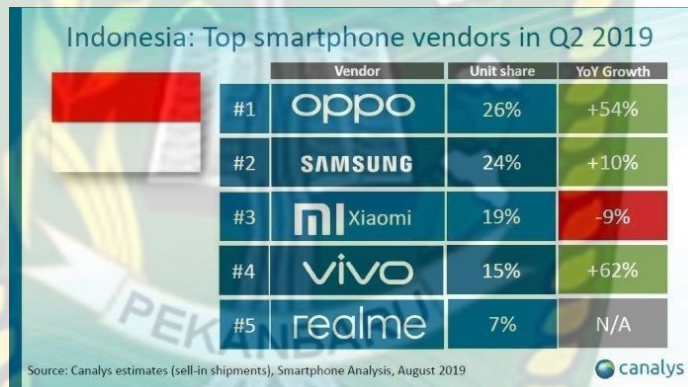 Indonesia: Top smartphone vendors in Q2 2019
Vendor Unit share YoY Growth
#1 oppo 26% +54%
#2 SAMSUNG 24% +10%
#3 mi Xiaomi 19% -9%
#4 vivo 15% +62%
#5 realme 7% N/A
PEKANBARU
Source: Canalys estimates (sell-in shipments), Smartphone Analysis, August 2019
canalys